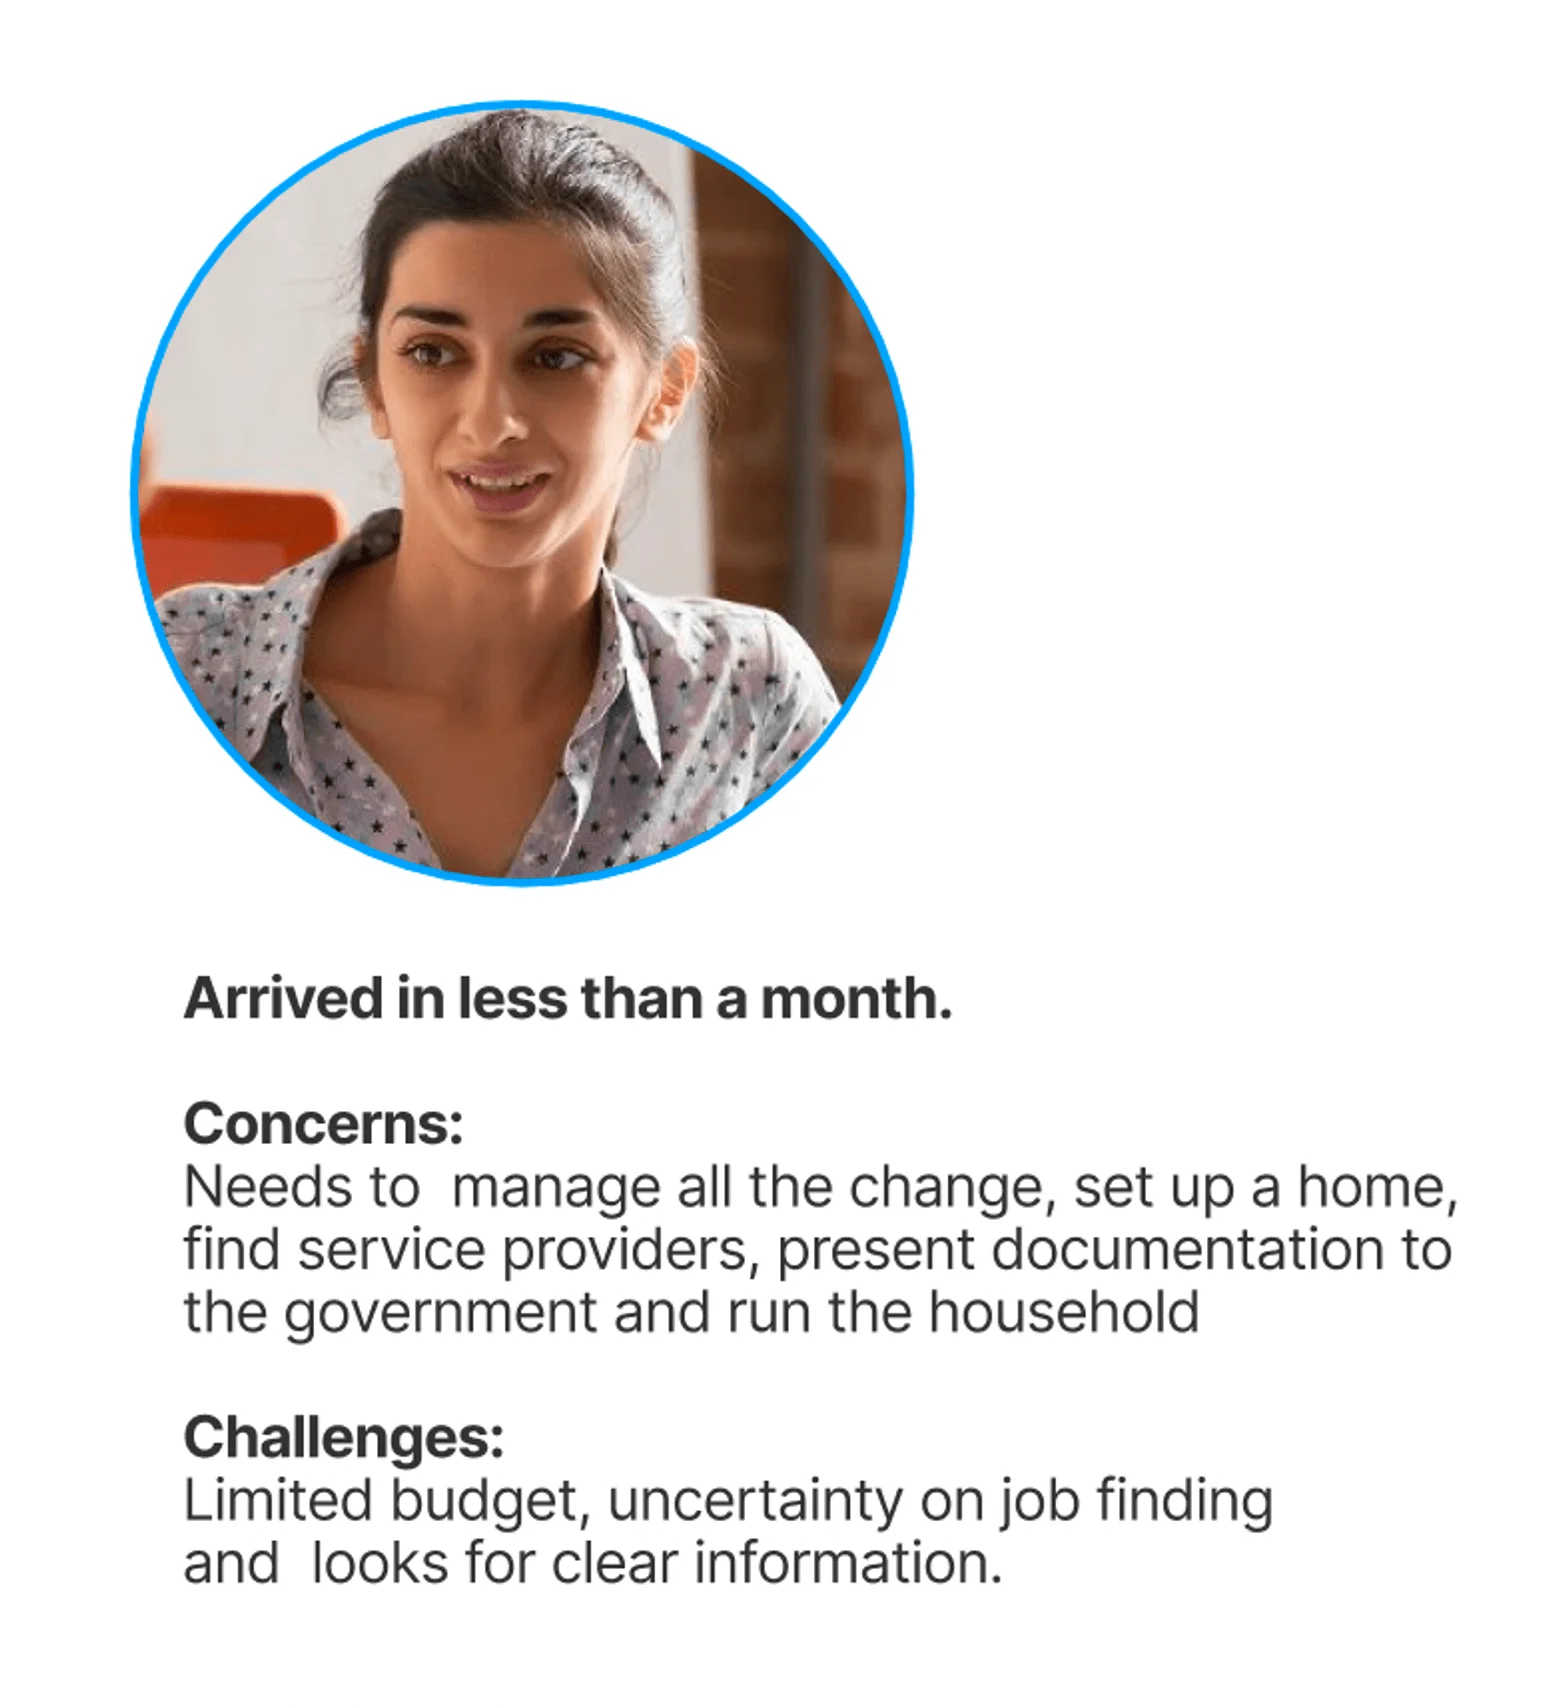 Arrived in less than a month.
Concerns:
Needs to  manage all the change, set up a home,
find service providers, present documentation to
the government and run the household
Challenges:
Limited budget, uncertainty on job finding
and  looks for clear information.